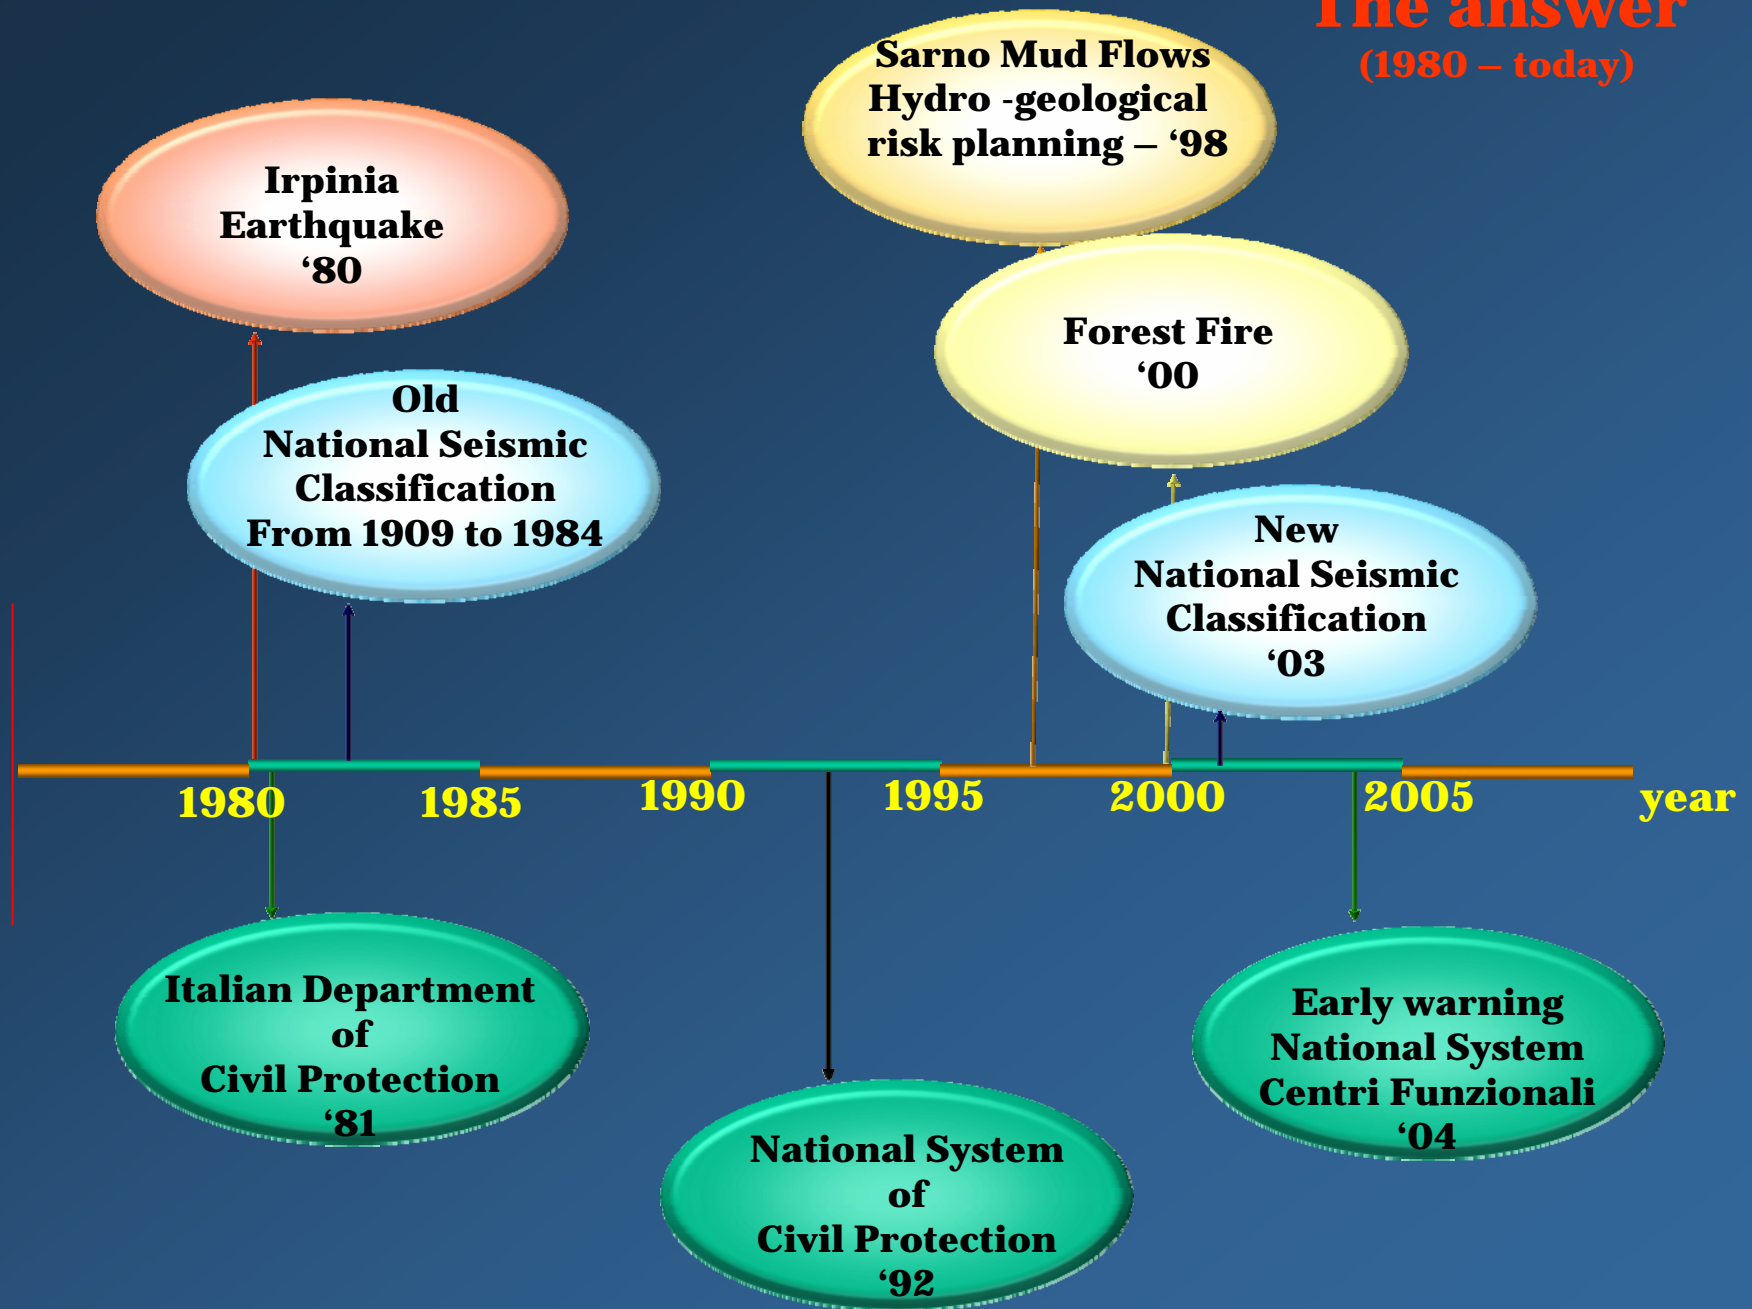 The answer
(1980 – today)
Sarno Mud Flows
Hydro -geological
risk planning – ‘98
Irpinia
Earthquake
‘80
Forest Fire
‘00
Old
National Seismic
Classification
From 1909 to 1984
New
National Seismic
Classification
‘03
1980 1985 1990 1995 2000 2005 year
Italian Department
of
Civil Protection
‘81
Early warning
National System
Centri Funzionali
‘04
National System
of
Civil Protection
‘92